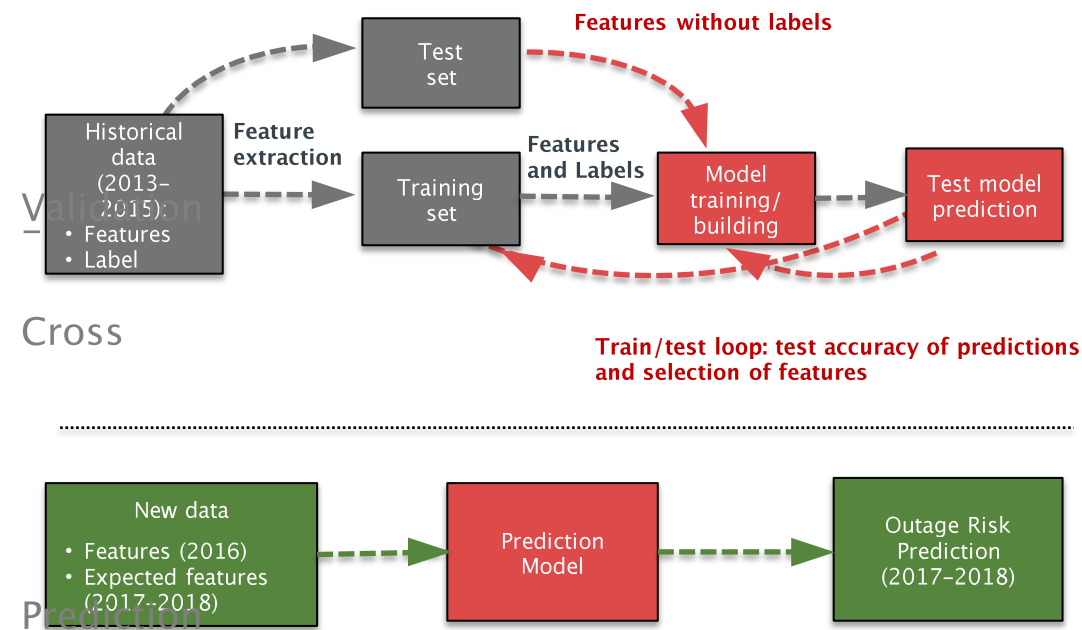 Features without labels
Test
set
Historical
data
(2013–
2015):
• Features
• Label
Feature
extraction
Training
set
Features
and Labels
Model
training/
building
Test model
prediction
Validation
–
Cross
Train/test loop: test accuracy of predictions
and selection of features
New data
• Features (2016)
• Expected features
(2017–2018)
Prediction
Model
Outage Risk
Prediction
(2017–2018)
Prediction